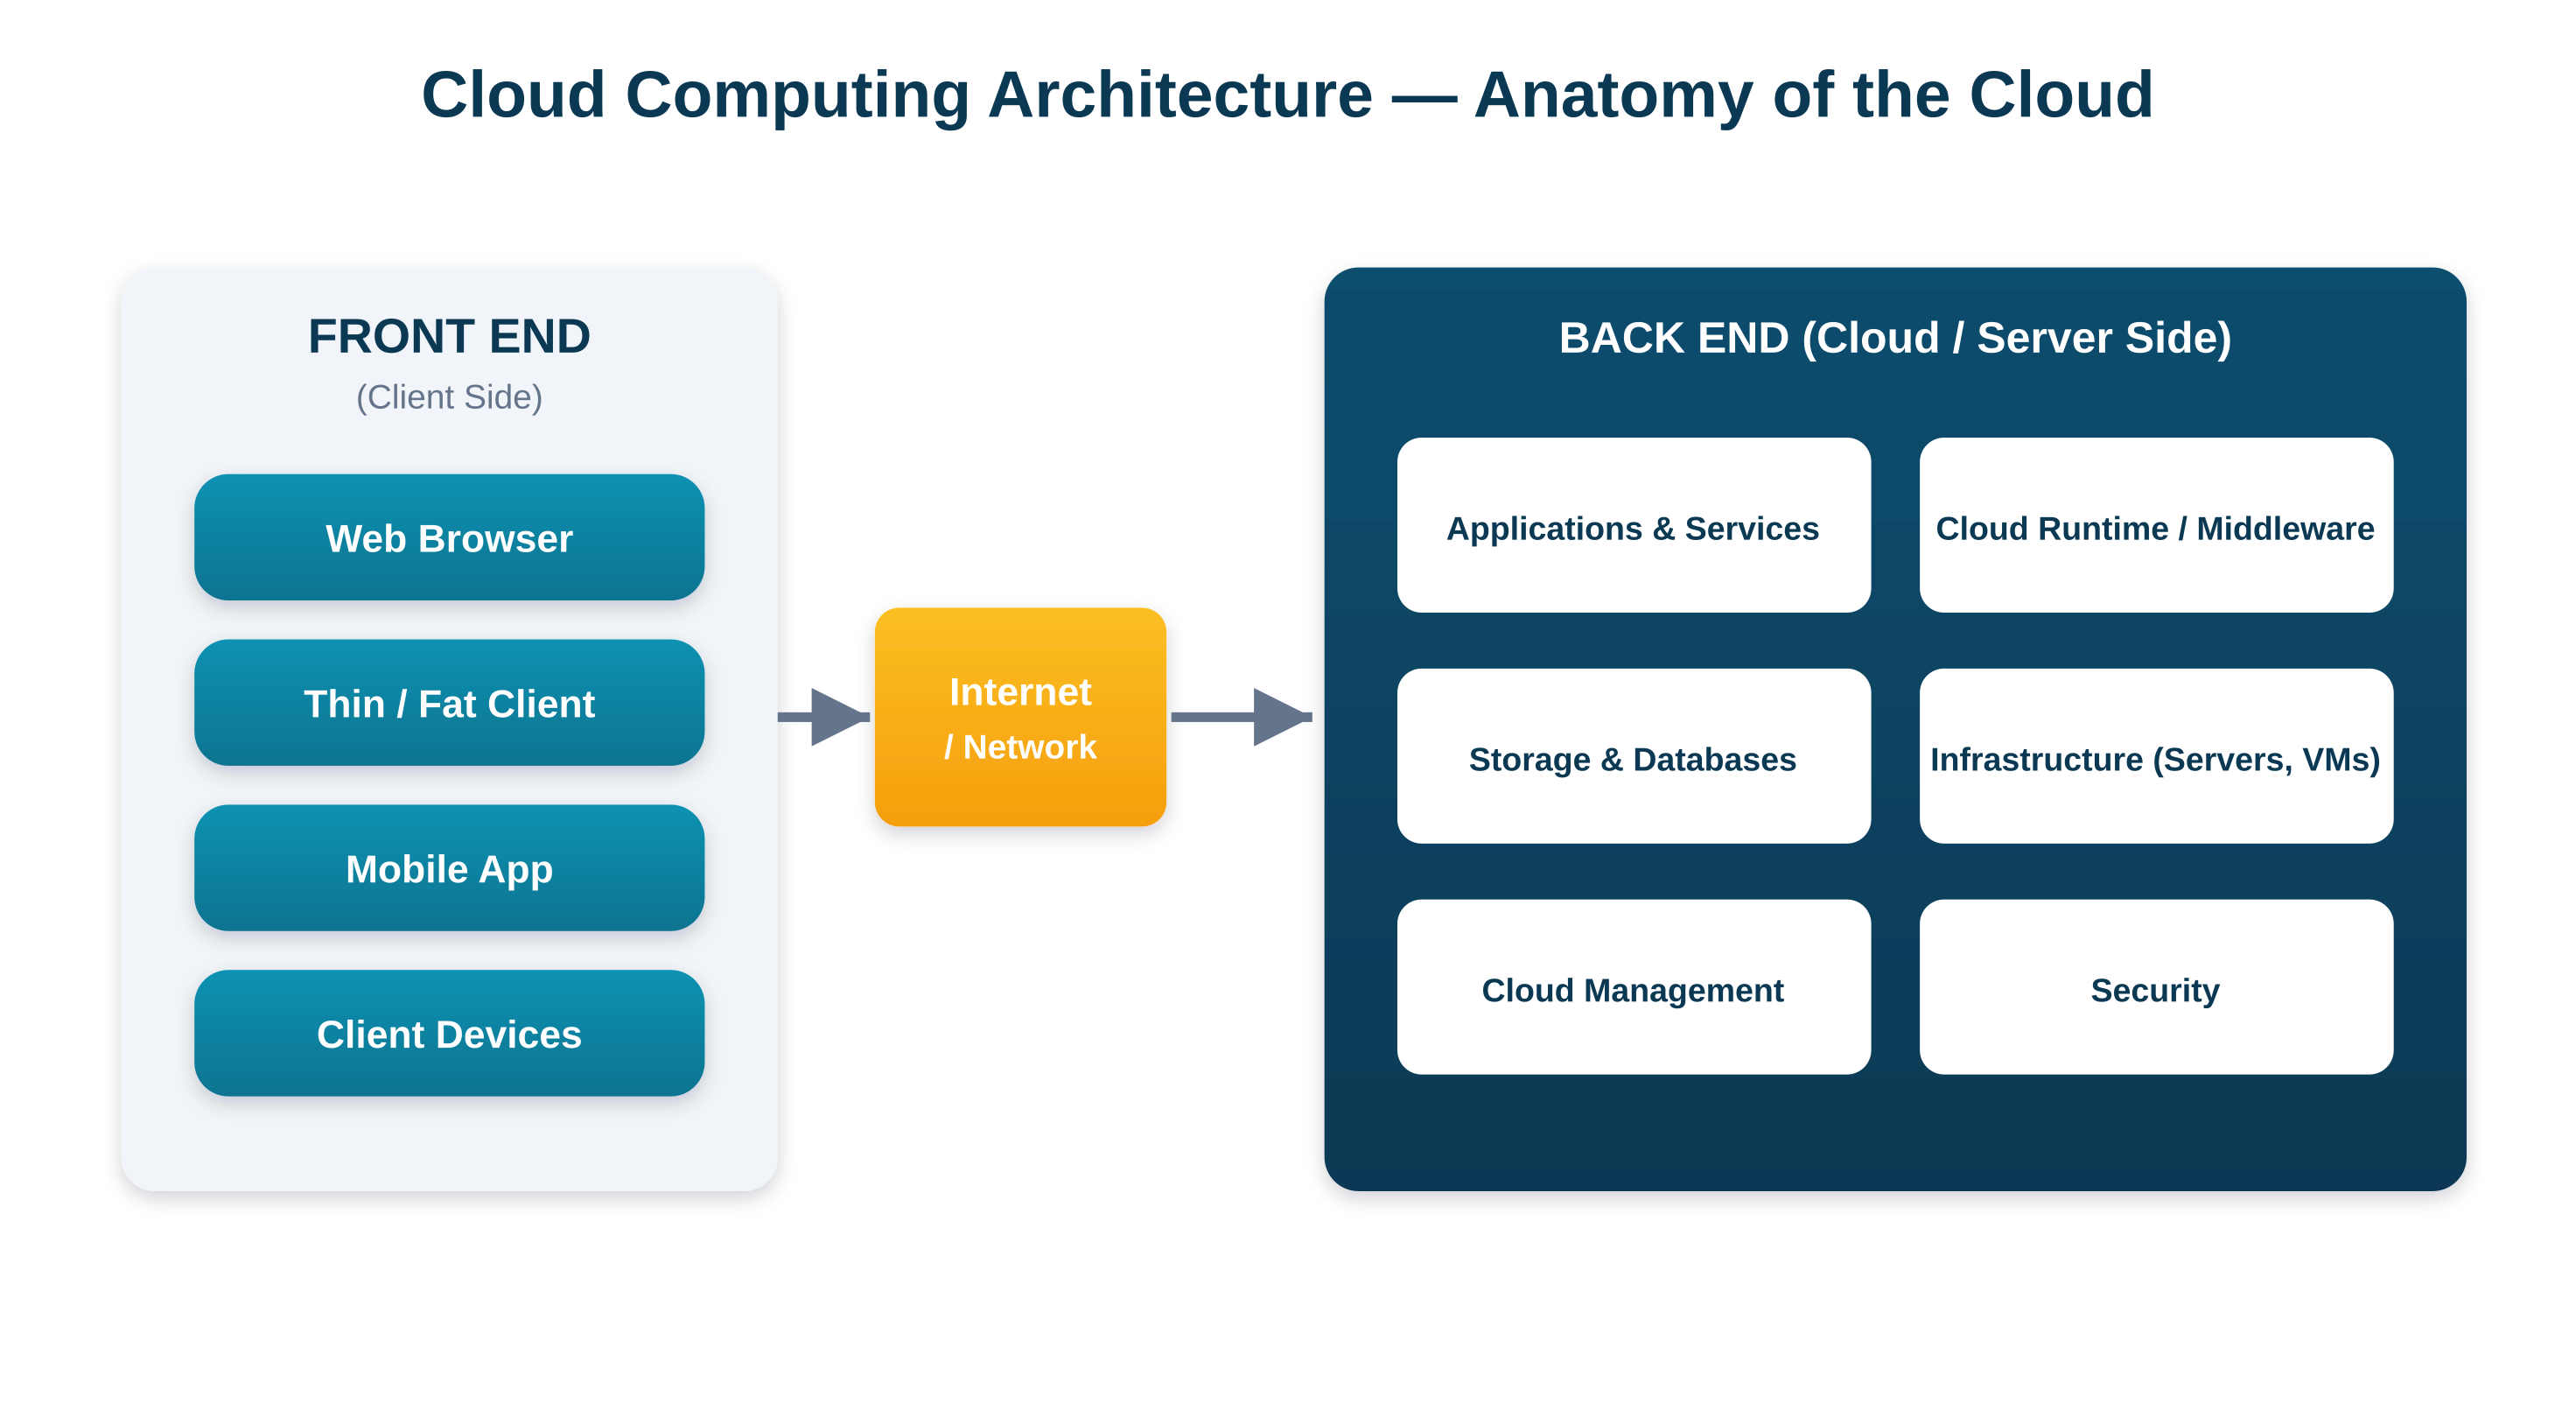 Cloud Computing Architecture — Anatomy of the Cloud
FRONT END
(Client Side)
Web Browser
Thin / Fat Client
Mobile App
Client Devices
Internet
/ Network
BACK END (Cloud / Server Side)
Applications & Services
Cloud Runtime / Middleware
Storage & Databases
Infrastructure (Servers, VMs)
Cloud Management
Security